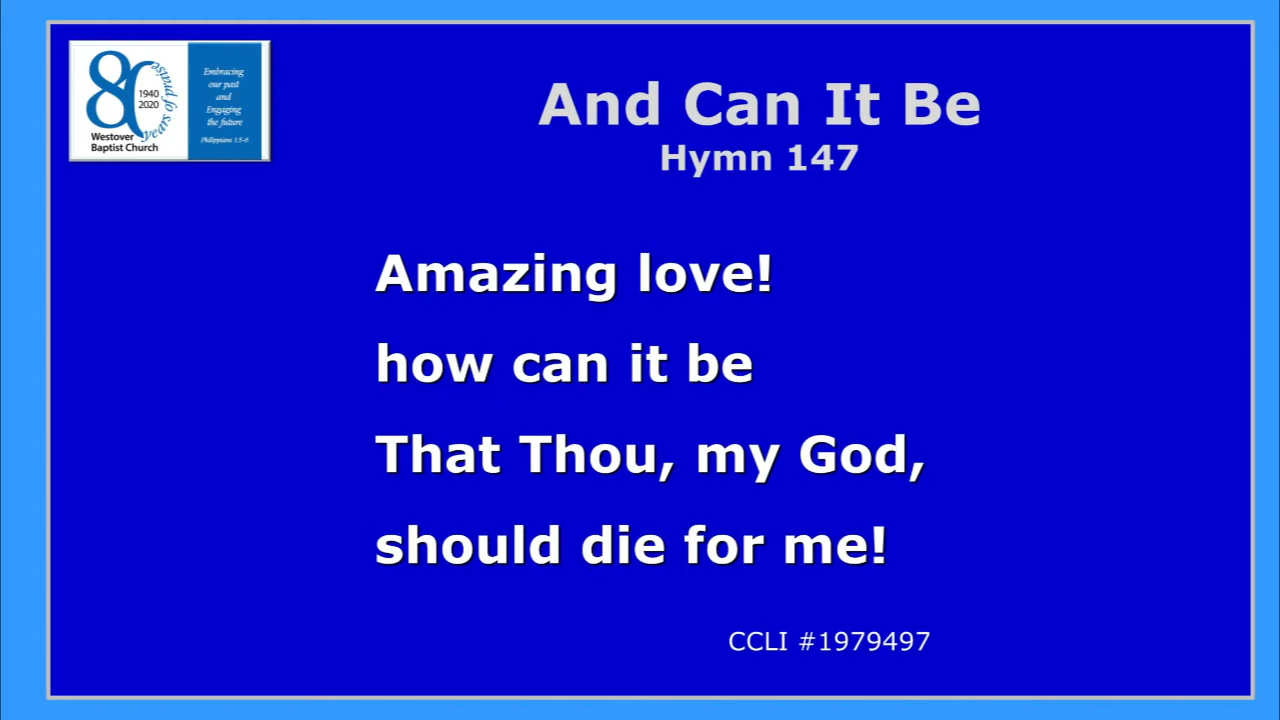 80
1940
2020
years of praise
Westover
Baptist Church
Embracing
our past
and
Engaging
the future
Philippians 1:5-6
And Can It Be
Hymn 147
Amazing love!
how can it be
That Thou, my God,
should die for me!
CCLI #1979497